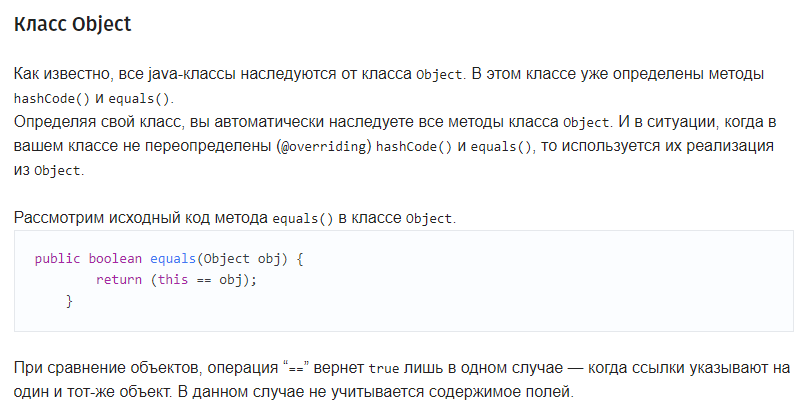 Класс Object
Как известно, все java-классы наследуются от класса Object. В этом классе уже определены методы
hashCode() и equals().
Определяя свой класс, вы автоматически наследуете все методы класса Object. И в ситуации, когда в
вашем классе не переопределены (@overriding) hashCode() и equals(), то используется их реализация
из Object.
Рассмотрим исходный код метода equals() в классе Object.
public boolean equals(Object obj) {
return (this == obj);
}
При сравнение объектов, операция “==” вернет true лишь в одном случае — когда ссылки указывают на
один и тот-же объект. В данном случае не учитывается содержимое полей.